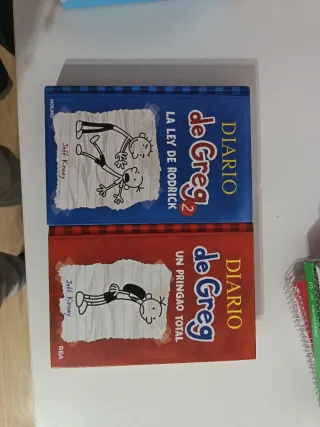 DIARIO
de Greg 2
LA LEY DE RODRICK
Jeff Kinney
MOLINO
DIARIO
de Greg
UN PRINGAO TOTAL
Jeff Kinney
RBA